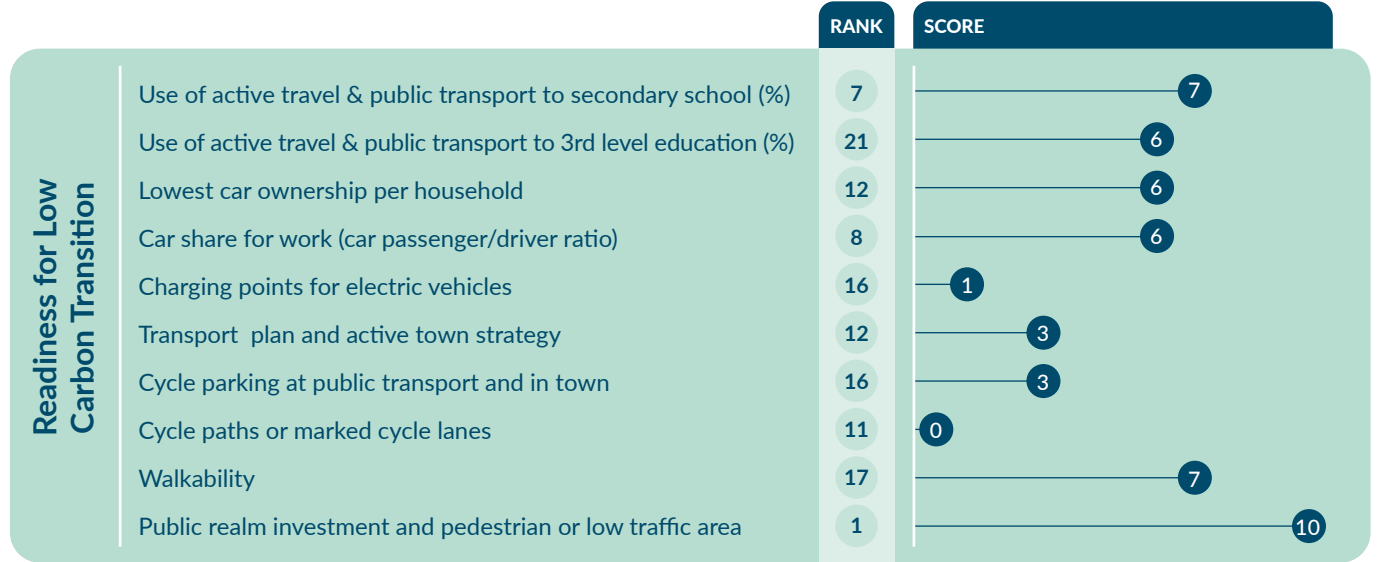 RANK SCORE
Readiness for Low
Carbon Transition
Use of active travel & public transport to secondary school (%) 7 7
Use of active travel & public transport to 3rd level education (%) 21 6
Lowest car ownership per household 12 6
Car share for work (car passenger/driver ratio) 8 6
Charging points for electric vehicles 16 1
Transport  plan and active town strategy 12 3
Cycle parking at public transport and in town 16 3
Cycle paths or marked cycle lanes 11 0
Walkability 17 7
Public realm investment and pedestrian or low traffic area 1 10